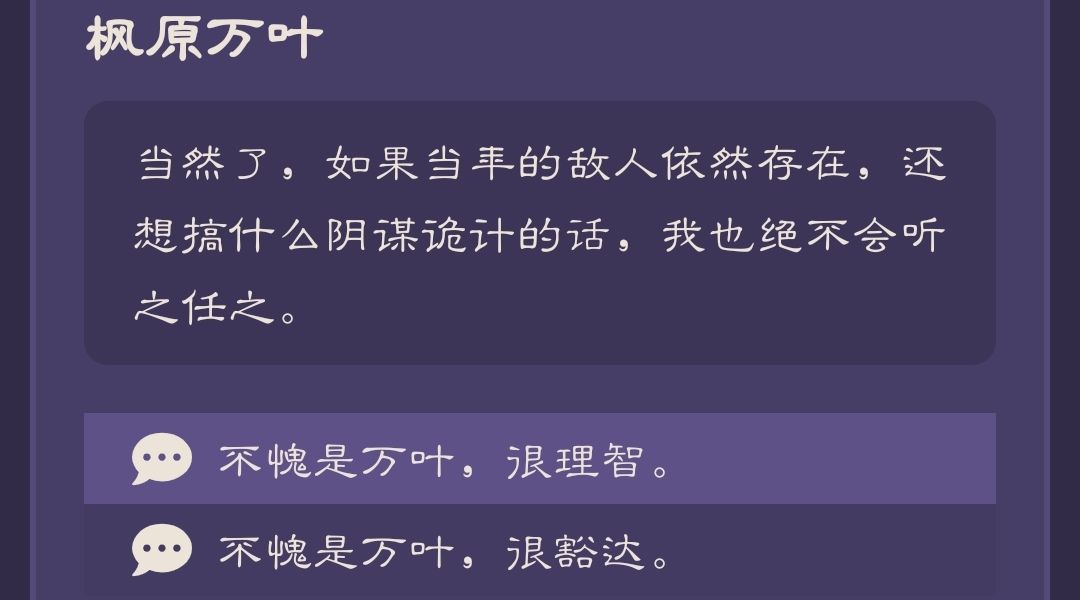 枫原万叶
当然了，如果当年的敌人依然存在，还
想搞什么阴谋诡计的话，我也绝不会听
之任之。
不愧是万叶，很理智。
不愧是万叶，很豁达。